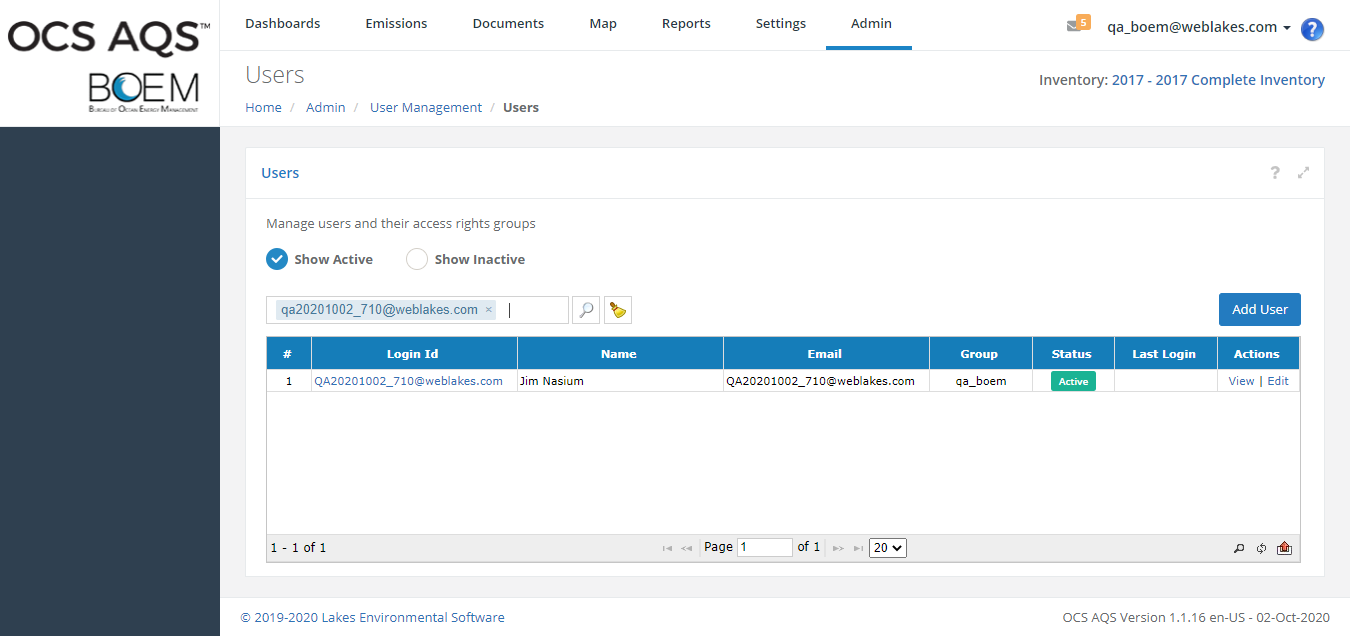 OCS AQS™
BOEM
BUREAU OF OCEAN ENERGY MANAGEMENT
Dashboards Emissions Documents Map Reports Settings Admin
5 qa_boem@weblakes.com ?
Users
Inventory: 2017 - 2017 Complete Inventory
Home / Admin / User Management / Users
Users ?
Manage users and their access rights groups
Show Active Show Inactive
qa20201002_710@weblakes.com × Add User
# Login Id Name Email Group Status Last Login Actions
1 QA20201002_710@weblakes.com Jim Nasium QA20201002_710@weblakes.com qa_boem Active View | Edit
1 - 1 of 1 Page 1 of 1 20
© 2019-2020 Lakes Environmental Software OCS AQS Version 1.1.16 en-US - 02-Oct-2020